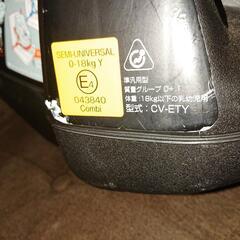 SEMI-UNIVERSAL
0-18kg Y
E4
043840
Combi
準汎用型
質量グループ 0+ 1
体重:18kg以下の乳幼児用
型式: CV-ETY